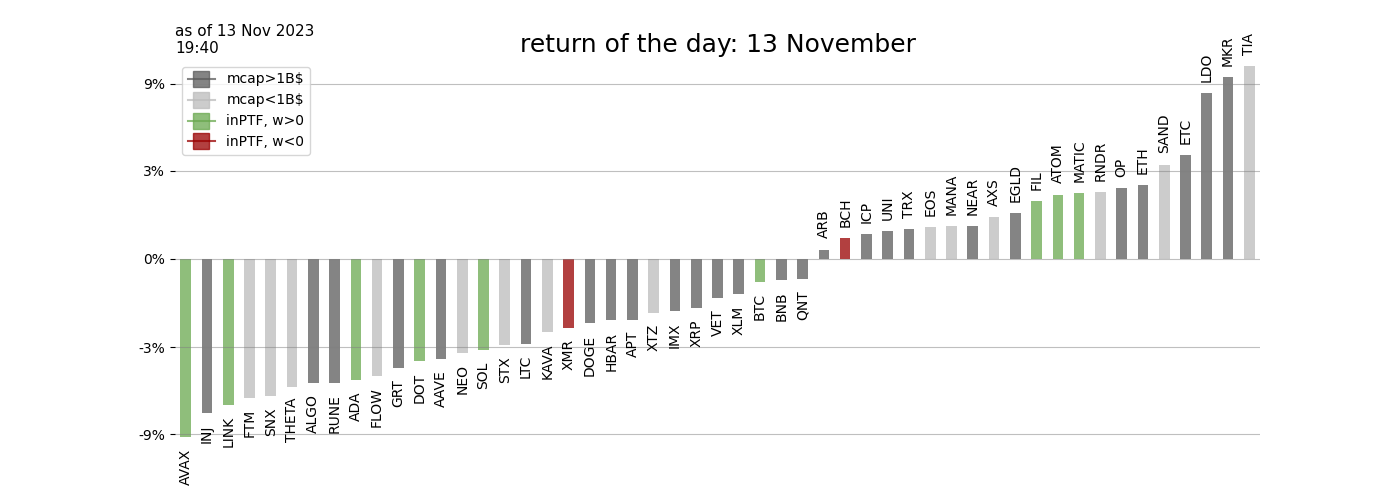 as of 13 Nov 2023
19:40
return of the day: 13 November
mcap>1B$
mcap<1B$
inPTF, w>0
inPTF, w<0
9%
3%
0%
-3%
-9%
AVAX
INJ
LINK
FTM
SNX
THETA
ALGO
RUNE
ADA
FLOW
GRT
DOT
AAVE
NEO
SOL
STX
LTC
KAVA
XMR
DOGE
HBAR
APT
XTZ
IMX
XRP
VET
XLM
BTC
BNB
QNT
ARB
BCH
ICP
UNI
TRX
EOS
MANA
NEAR
AXS
EGLD
FIL
ATOM
MATIC
RNDR
OP
ETH
SAND
ETC
LDO
MKR
TIA